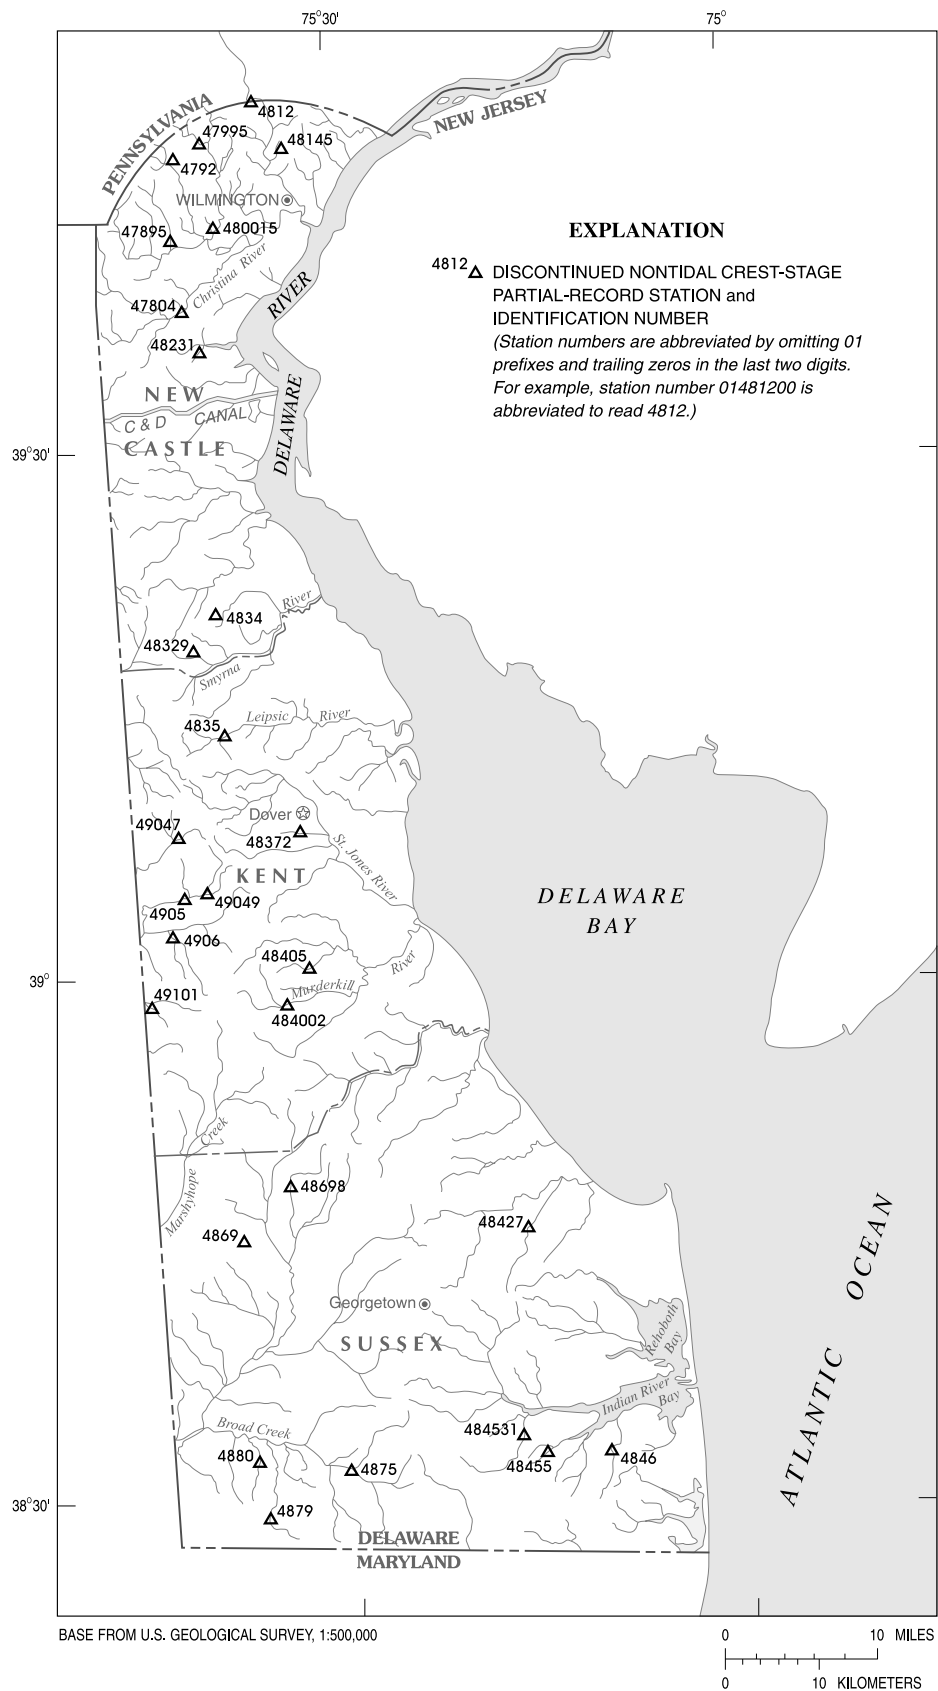 75°30'
75°
4812
PENNSYLVANIA
NEW JERSEY
47995
48145
4792
WILMINGTON
480015
47895
Christina River
EXPLANATION
4812
DISCONTINUED NONTIDAL CREST-STAGE
PARTIAL-RECORD STATION and
IDENTIFICATION NUMBER
(Station numbers are abbreviated by omitting 01
prefixes and trailing zeros in the last two digits.
For example, station number 01481200 is
abbreviated to read 4812.)
RIVER
47804
48231
NEW
C & D CANAL
CASTLE
DELAWARE
39°30'
River
4834
48329
Smyrna
Leipsic River
4835
Dover
49047
48372
St. Jones River
KENT
DELAWARE
BAY
49049
4905
4906
48405
River
39°
49101
Murderkill
484002
Creek
Marshyhope
48698
48427
4869
ATLANTIC OCEAN
Georgetown
Rehoboth
Bay
SUSSEX
Indian River
Bay
Broad Creek
484531
4880
4875
48455
4846
38°30'
4879
DELAWARE
MARYLAND
BASE FROM U.S. GEOLOGICAL SURVEY, 1:500,000
0 10 MILES
0 10 KILOMETERS